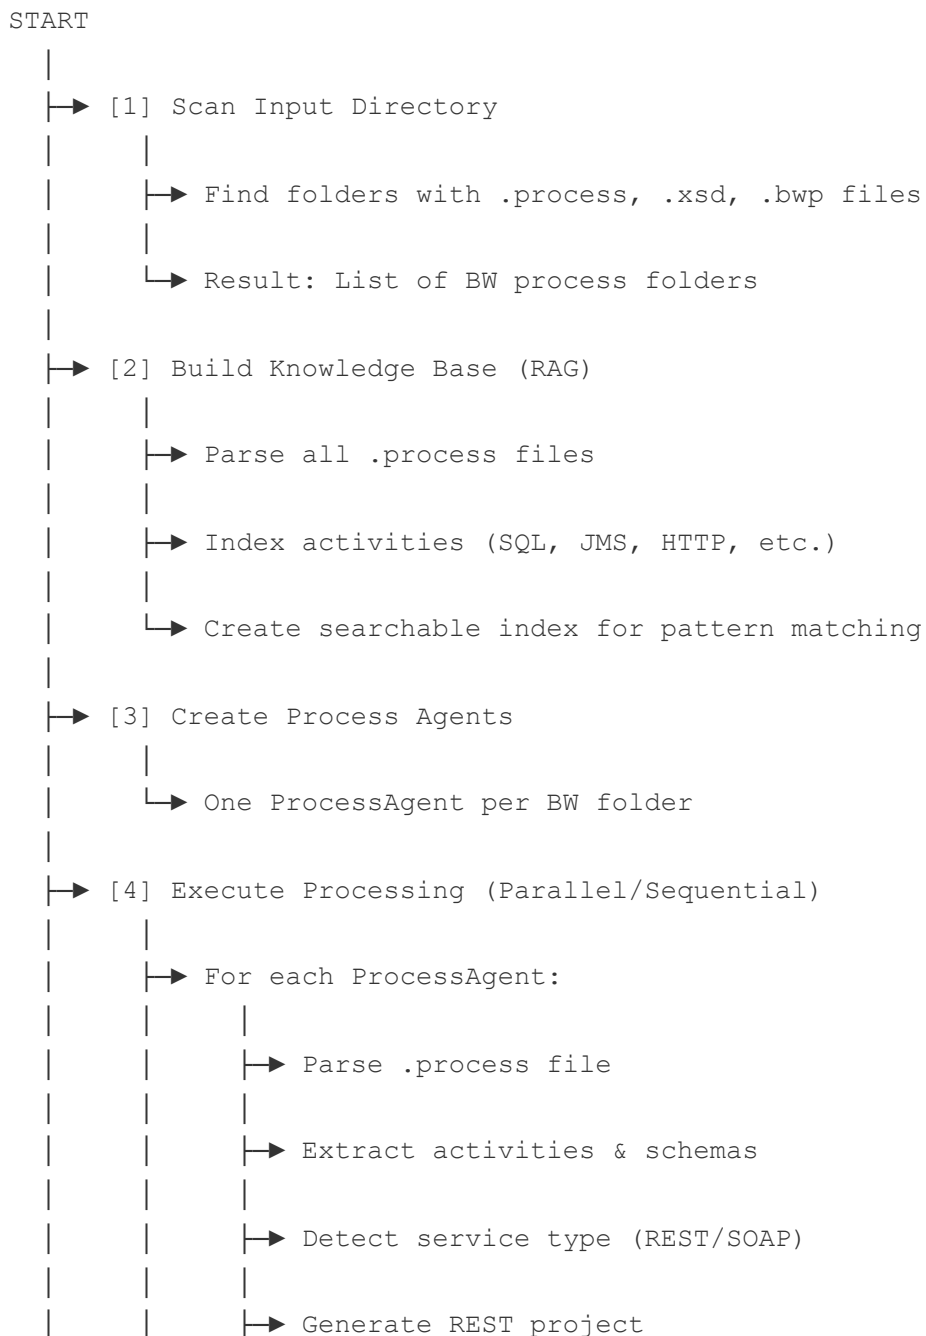 START
[1] Scan Input Directory
Find folders with .process, .xsd, .bwp files
Result: List of BW process folders
[2] Build Knowledge Base (RAG)
Parse all .process files
Index activities (SQL, JMS, HTTP, etc.)
Create searchable index for pattern matching
[3] Create Process Agents
One ProcessAgent per BW folder
[4] Execute Processing (Parallel/Sequential)
For each ProcessAgent:
Parse .process file
Extract activities & schemas
Detect service type (REST/SOAP)
Generate REST project